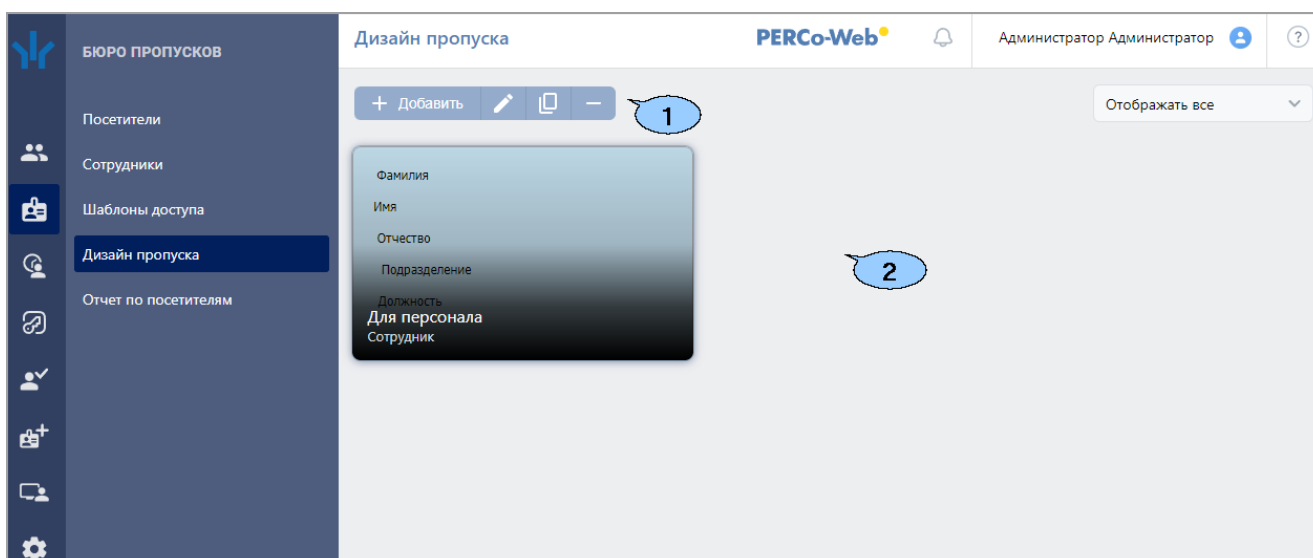 БЮРО ПРОПУСКОВ
Посетители
Сотрудники
Шаблоны доступа
Дизайн пропуска
Отчет по посетителям
Дизайн пропуска
PERCo-Web
Администратор Администратор
?
+ Добавить
1
Отображать все
Фамилия
Имя
Отчество
Подразделение
Должность
Для персонала
Сотрудник
2